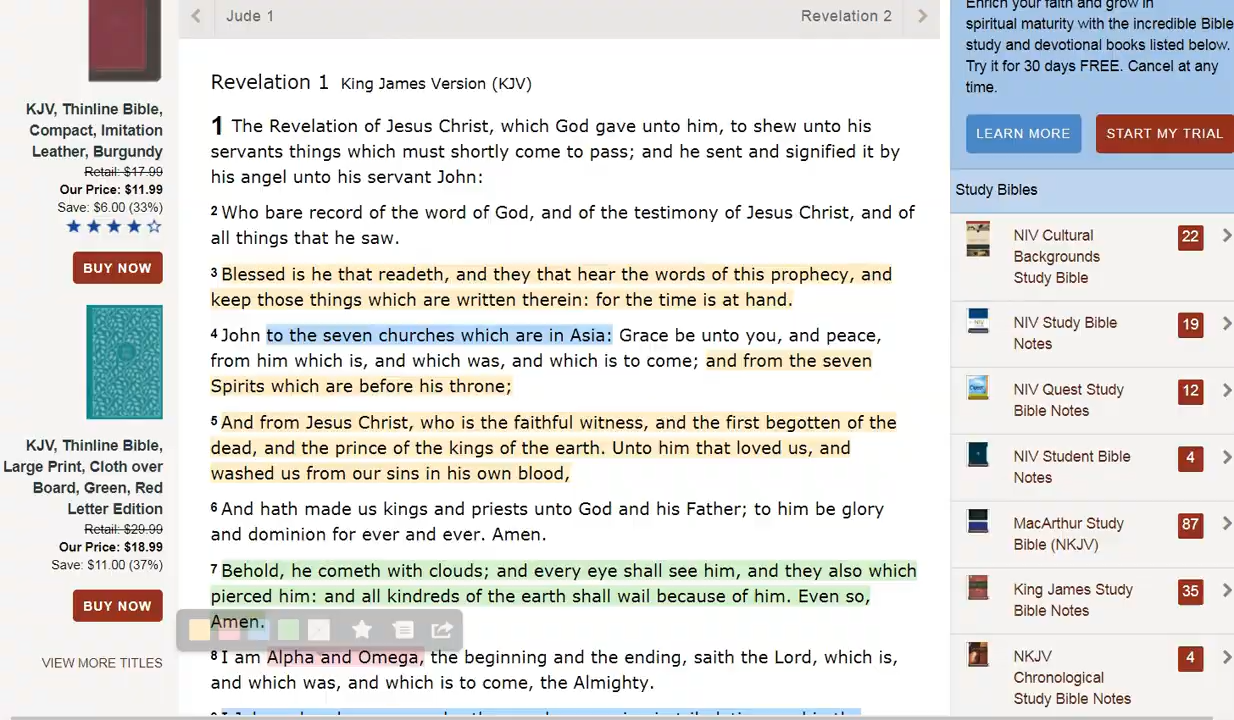 Jude 1
Revelation 2
KJV, Thinline Bible,
Compact, Imitation
Leather, Burgundy
Retail: $17.99
Our Price: $11.99
Save: $6.00 (33%)
BUY NOW
KJV, Thinline Bible,
Large Print, Cloth over
Board, Green, Red
Letter Edition
Retail: $29.99
Our Price: $18.99
Save: $11.00 (37%)
BUY NOW
VIEW MORE TITLES
Revelation 1 King James Version (KJV)
1 The Revelation of Jesus Christ, which God gave unto him, to shew unto his
servants things which must shortly come to pass; and he sent and signified it by
his angel unto his servant John:
2 Who bare record of the word of God, and of the testimony of Jesus Christ, and of
all things that he saw.
3 Blessed is he that readeth, and they that hear the words of this prophecy, and
keep those things which are written therein: for the time is at hand.
4 John to the seven churches which are in Asia: Grace be unto you, and peace,
from him which is, and which was, and which is to come; and from the seven
Spirits which are before his throne;
5 And from Jesus Christ, who is the faithful witness, and the first begotten of the
dead, and the prince of the kings of the earth. Unto him that loved us, and
washed us from our sins in his own blood,
6 And hath made us kings and priests unto God and his Father; to him be glory
and dominion for ever and ever. Amen.
7 Behold, he cometh with clouds; and every eye shall see him, and they also which
pierced him: and all kindreds of the earth shall wail because of him. Even so,
Amen.
8 I am Alpha and Omega, the beginning and the ending, saith the Lord, which is,
and which was, and which is to come, the Almighty.
Enrich your faith and grow in
spiritual maturity with the incredible Bible
study and devotional books listed below.
Try it for 30 days FREE. Cancel at any
time.
LEARN MORE
START MY TRIAL
Study Bibles
NIV Cultural
Backgrounds
Study Bible
22
NIV Study Bible
Notes
19
NIV Quest Study
Bible Notes
12
NIV Student Bible
Notes
4
MacArthur Study
Bible (NKJV)
87
King James Study
Bible Notes
35
NKJV
Chronological
Study Bible Notes
4